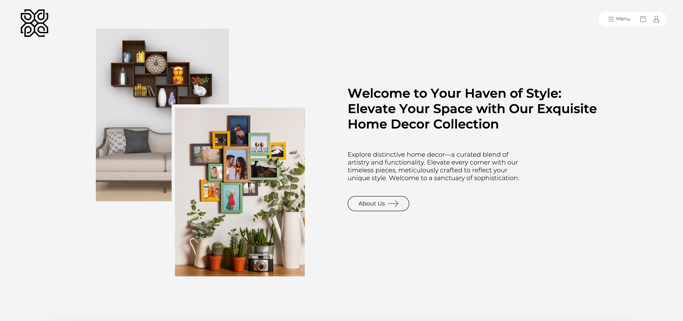 Menu
Welcome to Your Haven of Style:
Elevate Your Space with Our Exquisite
Home Decor Collection
Explore distinctive home decor—a curated blend of
artistry and functionality. Elevate every corner with our
timeless pieces, meticulously crafted to reflect your
unique style. Welcome to a sanctuary of sophistication.
About Us